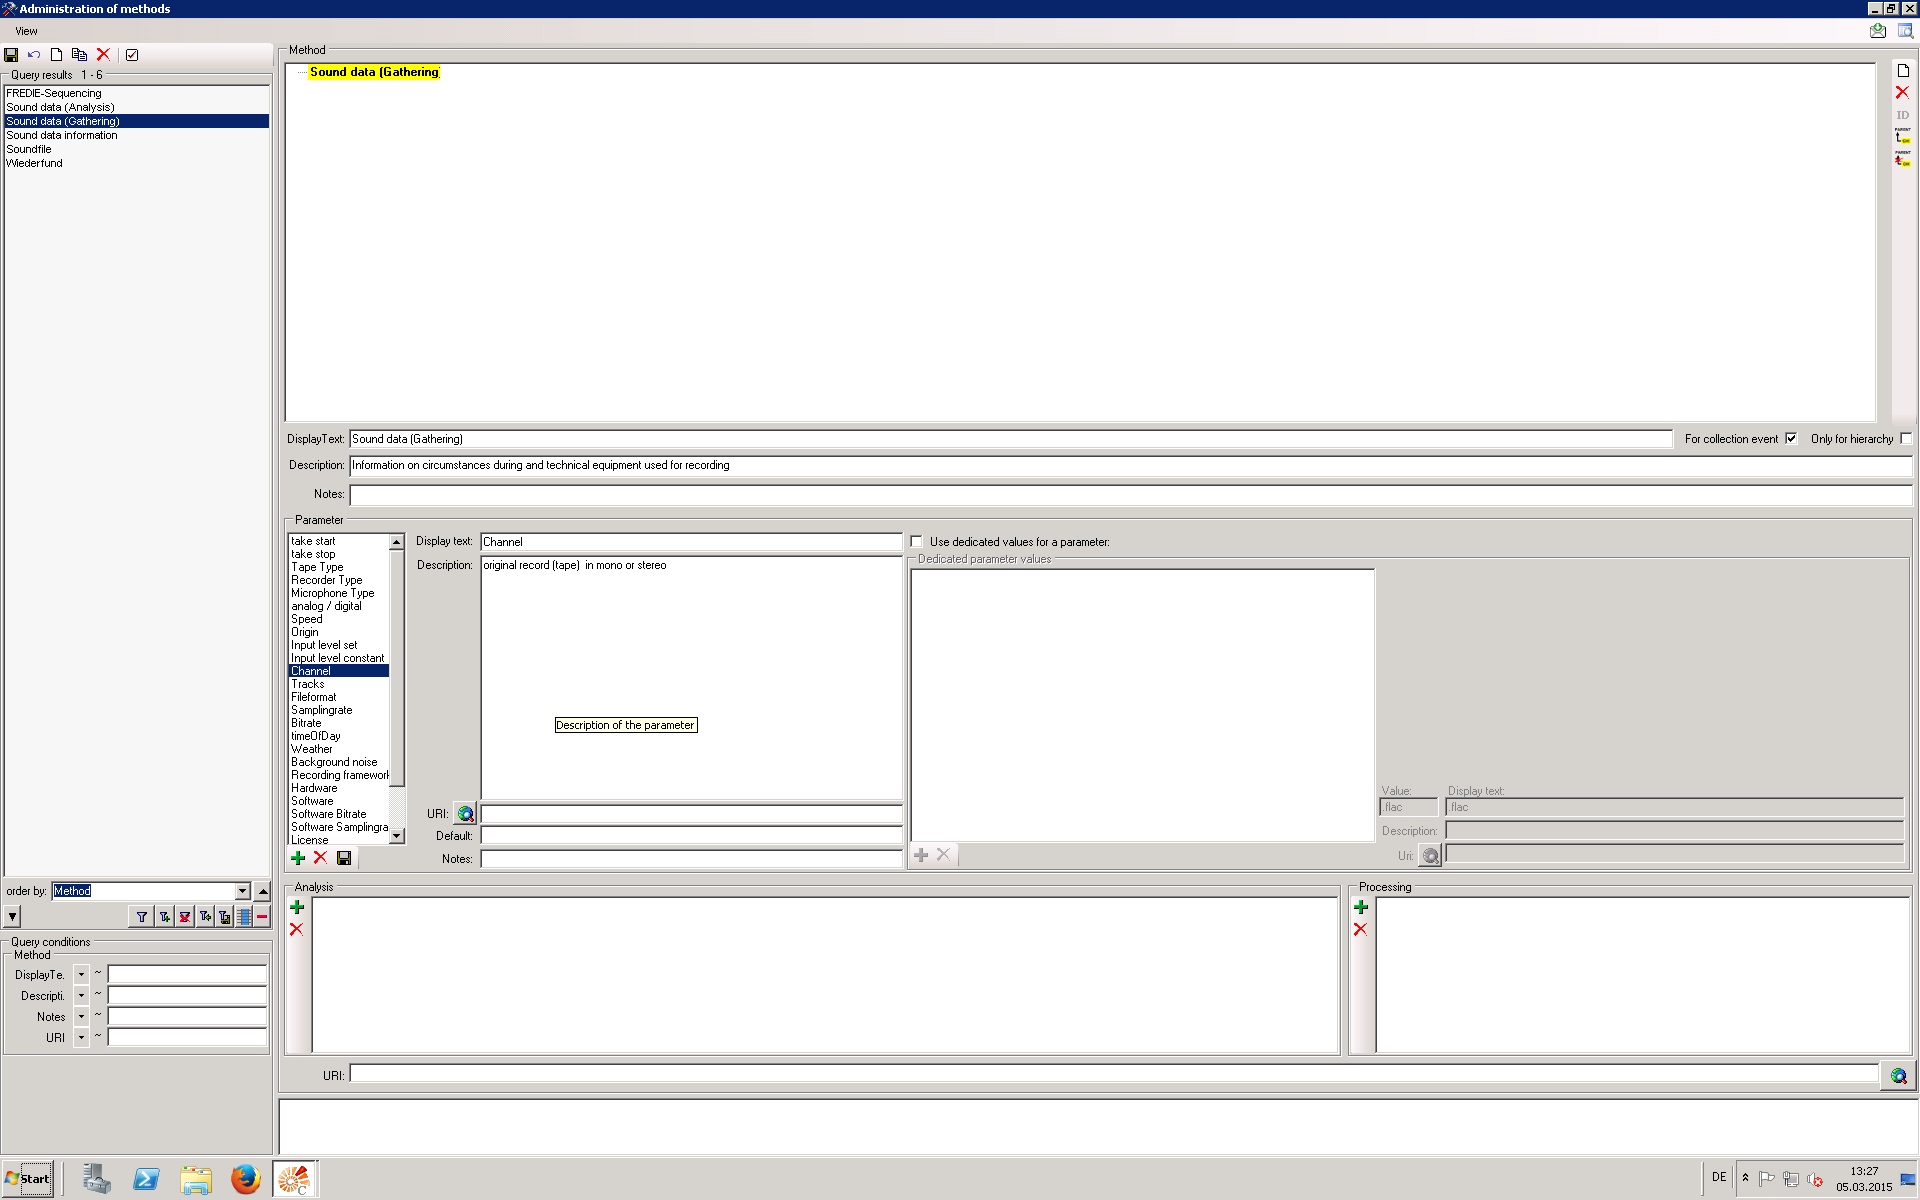 Administration of methods
View
Query results 1 - 6
FREDIE-Sequencing
Sound data (Analysis)
Sound data (Gathering)
Sound data information
Soundfile
Wiederfund
order by: Method
Query conditions
Method
DisplayTe. ~
Descripti. ~
Notes ~
URI ~
Method
Sound data (Gathering
ID
PARENT
PARENT
DisplayText: Sound data (Gathering)
For collection event
Only for hierarchy
Description: Information on circumstances during and technical equipment used for recording
Notes:
Parameter
take start
take stop
Tape Type
Recorder Type
Microphone Type
analog / digital
Speed
Origin
Input level set
Input level constant
Channel
Tracks
Fileformat
Samplingrate
Bitrate
timeOfDay
Weather
Background noise
Recording framework
Hardware
Software
Software Bitrate
Software Samplingra
License
Display text: Channel
Description: original record (tape) in mono or stereo
Description of the parameter
URI:
Default:
Notes:
Use dedicated values for a parameter:
Dedicated parameter values
Value: Display text:
.flac .flac
Description:
Uri:
Analysis
Processing
URI:
Start
C
DE
13:27
05.03.2015